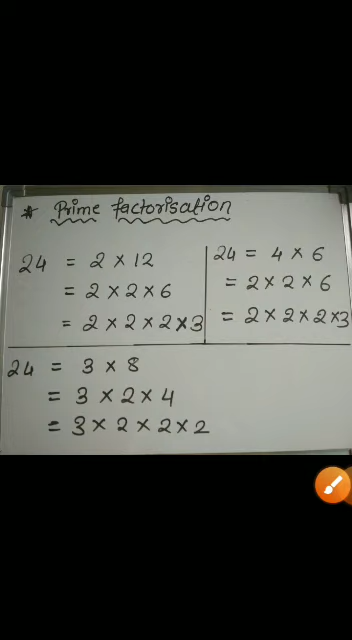 * Prime factorisation
24 = 2 × 12
= 2 × 2 × 6
= 2 × 2 × 2 × 3
24 = 4 × 6
= 2 × 2 × 6
= 2 × 2 × 2 × 3
24 = 3 × 8
= 3 × 2 × 4
= 3 × 2 × 2 × 2